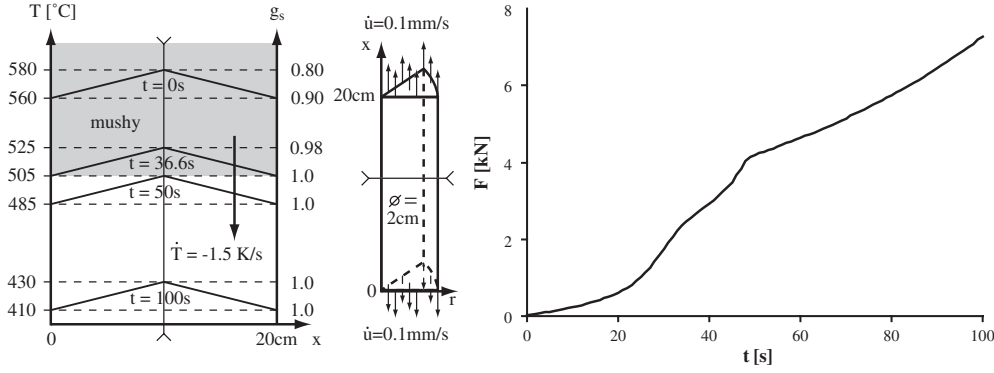 T [˚C]
g_s
580
0.80
t = 0s
560
0.90
mushy
525
0.98
t = 36.6s
505
1.0
t = 50s
485
1.0
Ṫ = -1.5 K/s
430
1.0
t = 100s
410
1.0
0
20cm
x
u̇=0.1mm/s
x
20cm
⌀ =
2cm
0
r
u̇=0.1mm/s
8
6
4
2
0
F [kN]
0
20
40
60
80
100
t [s]